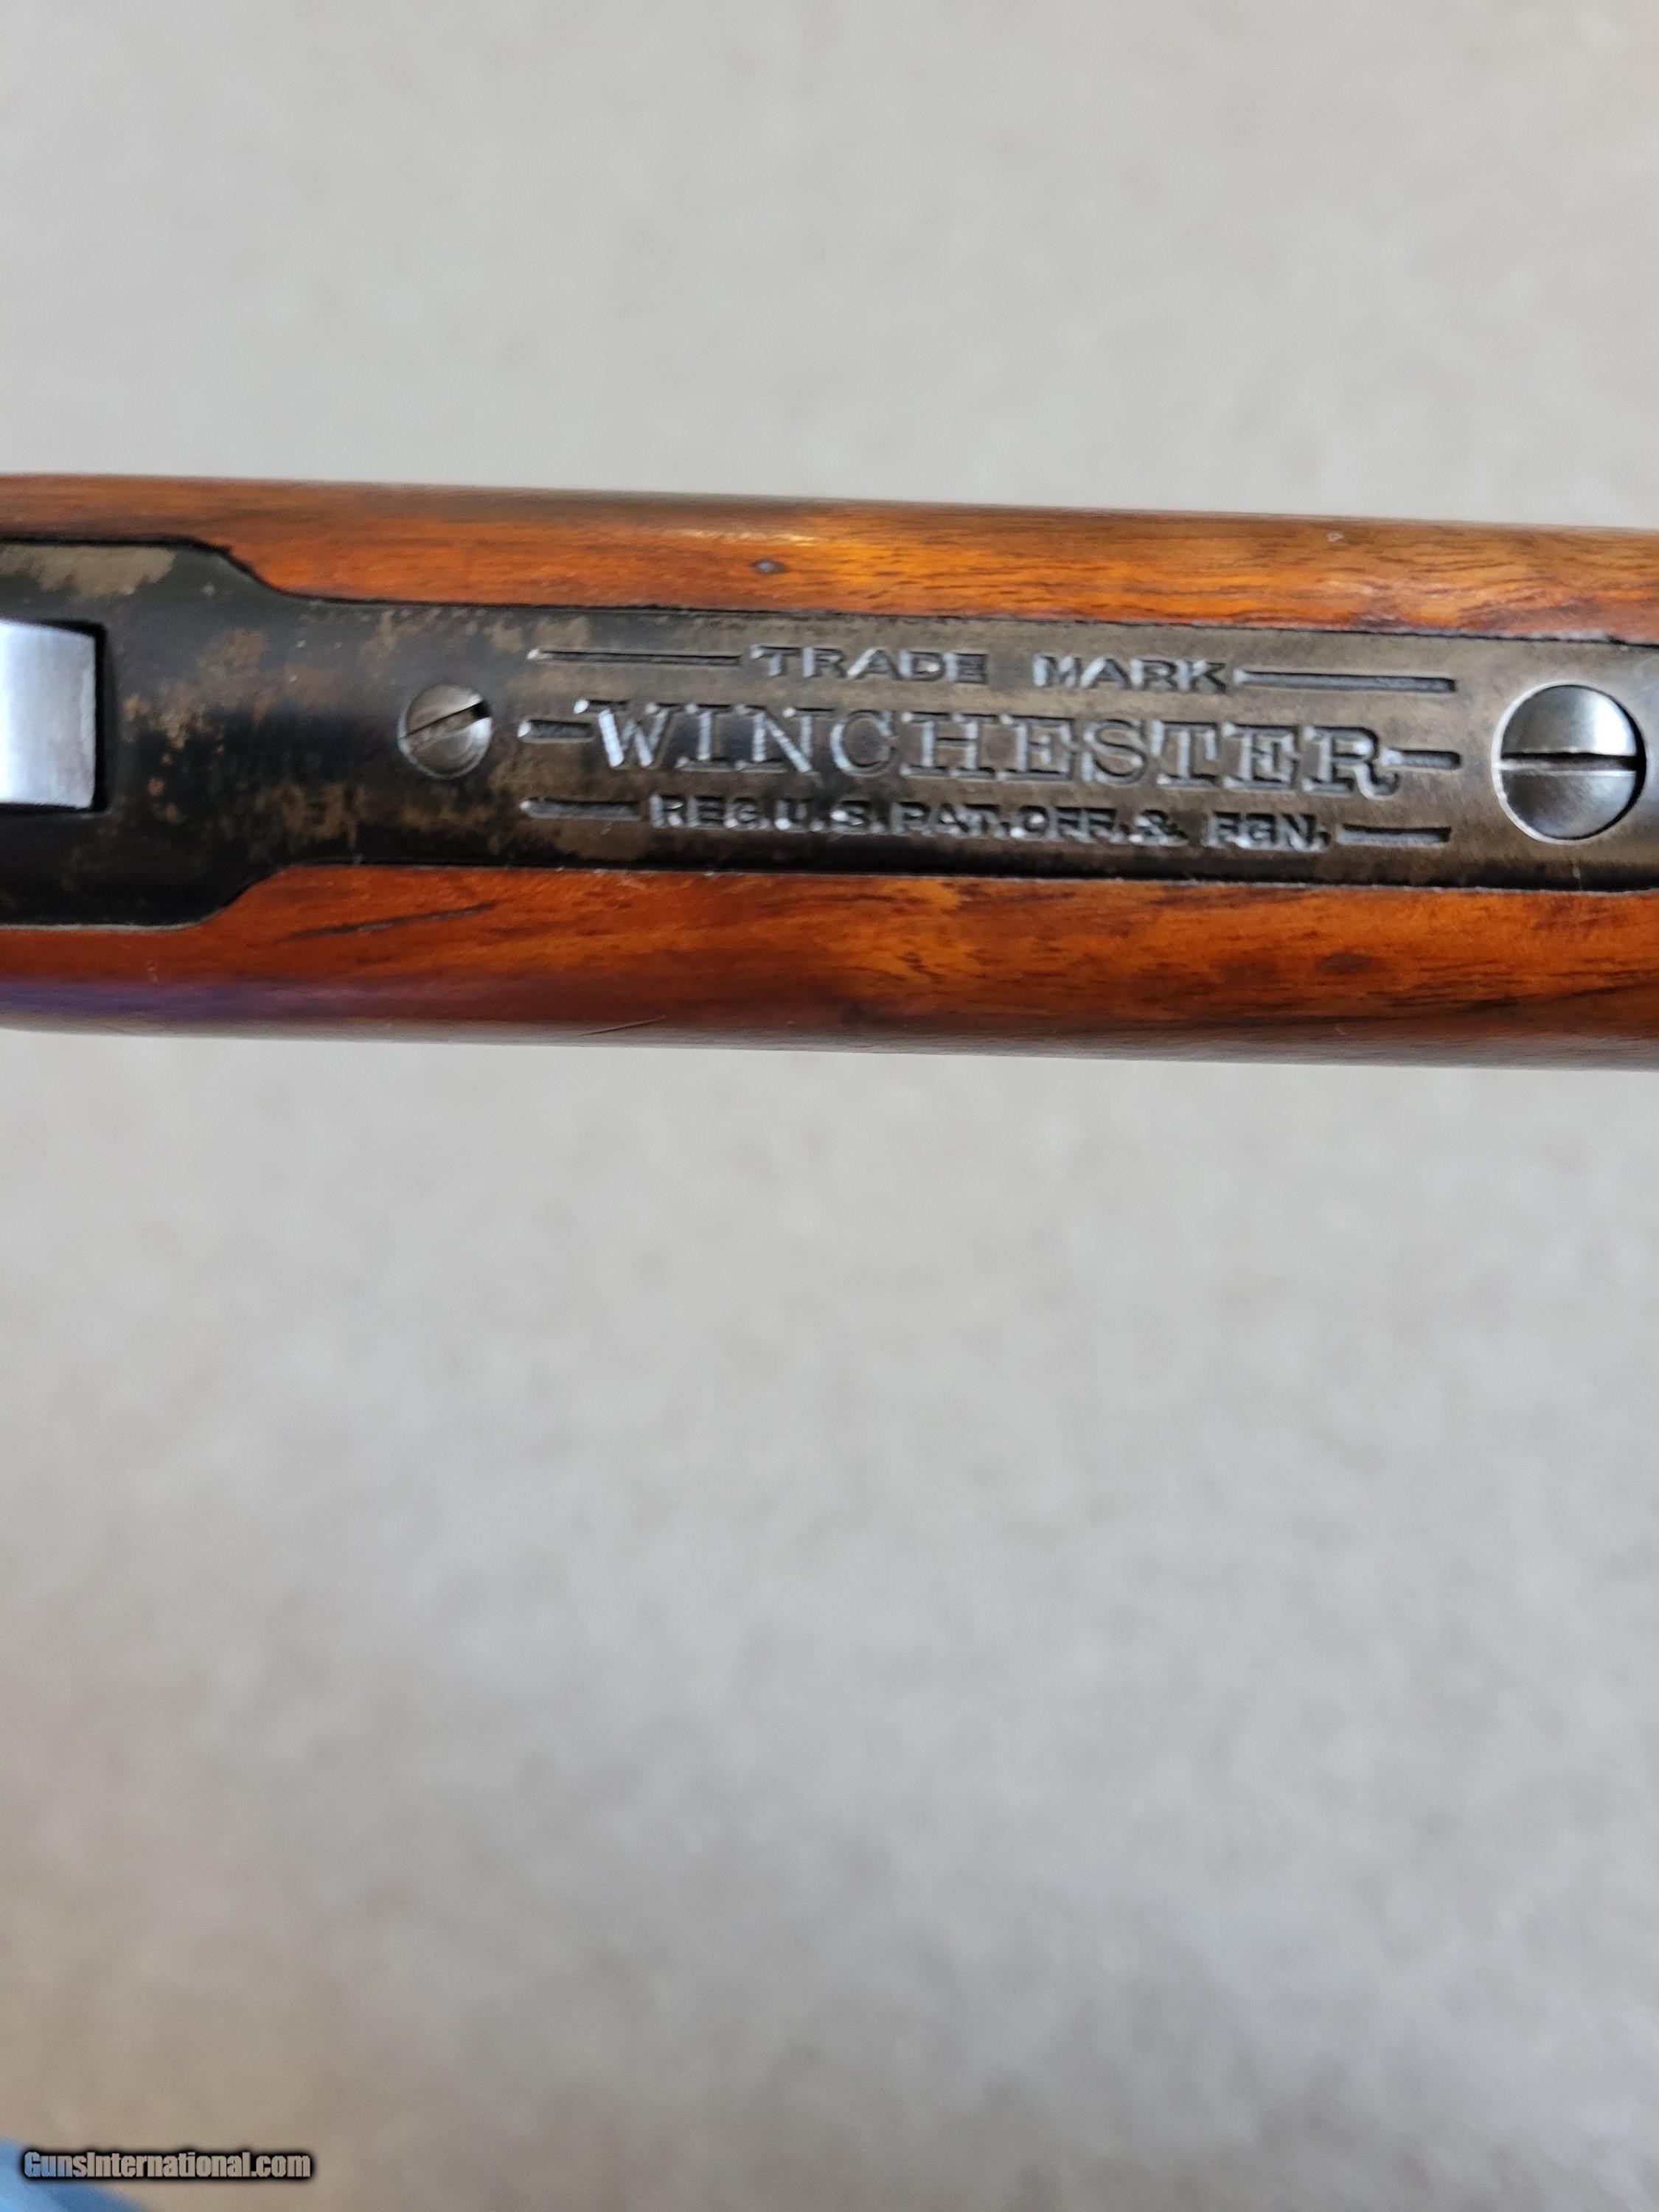 TRADE MARK
WINCHESTER
REG.U.S.PAT.OFF.& FGN.
GunsInternational.com